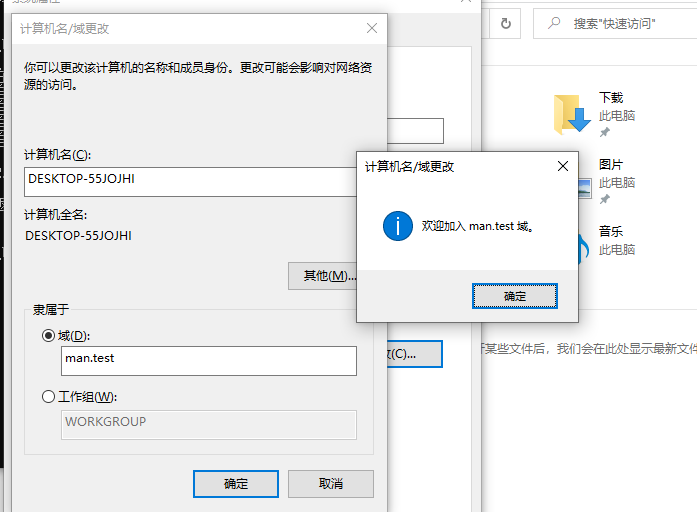 计算机名/域更改
你可以更改该计算机的名称和成员身份。更改可能会影响对网络资
源的访问。
计算机名(C):
DESKTOP-55JOJHI
计算机全名:
DESKTOP-55JOJHI
其他(M)...
隶属于
域(D):
man.test
工作组(W):
WORKGROUP
确定
取消
(C)...
计算机名/域更改
欢迎加入 man.test 域。
确定
搜索"快速访问"
下载
此电脑
图片
此电脑
音乐
此电脑
某些文件后，我们会在此处显示最新文件